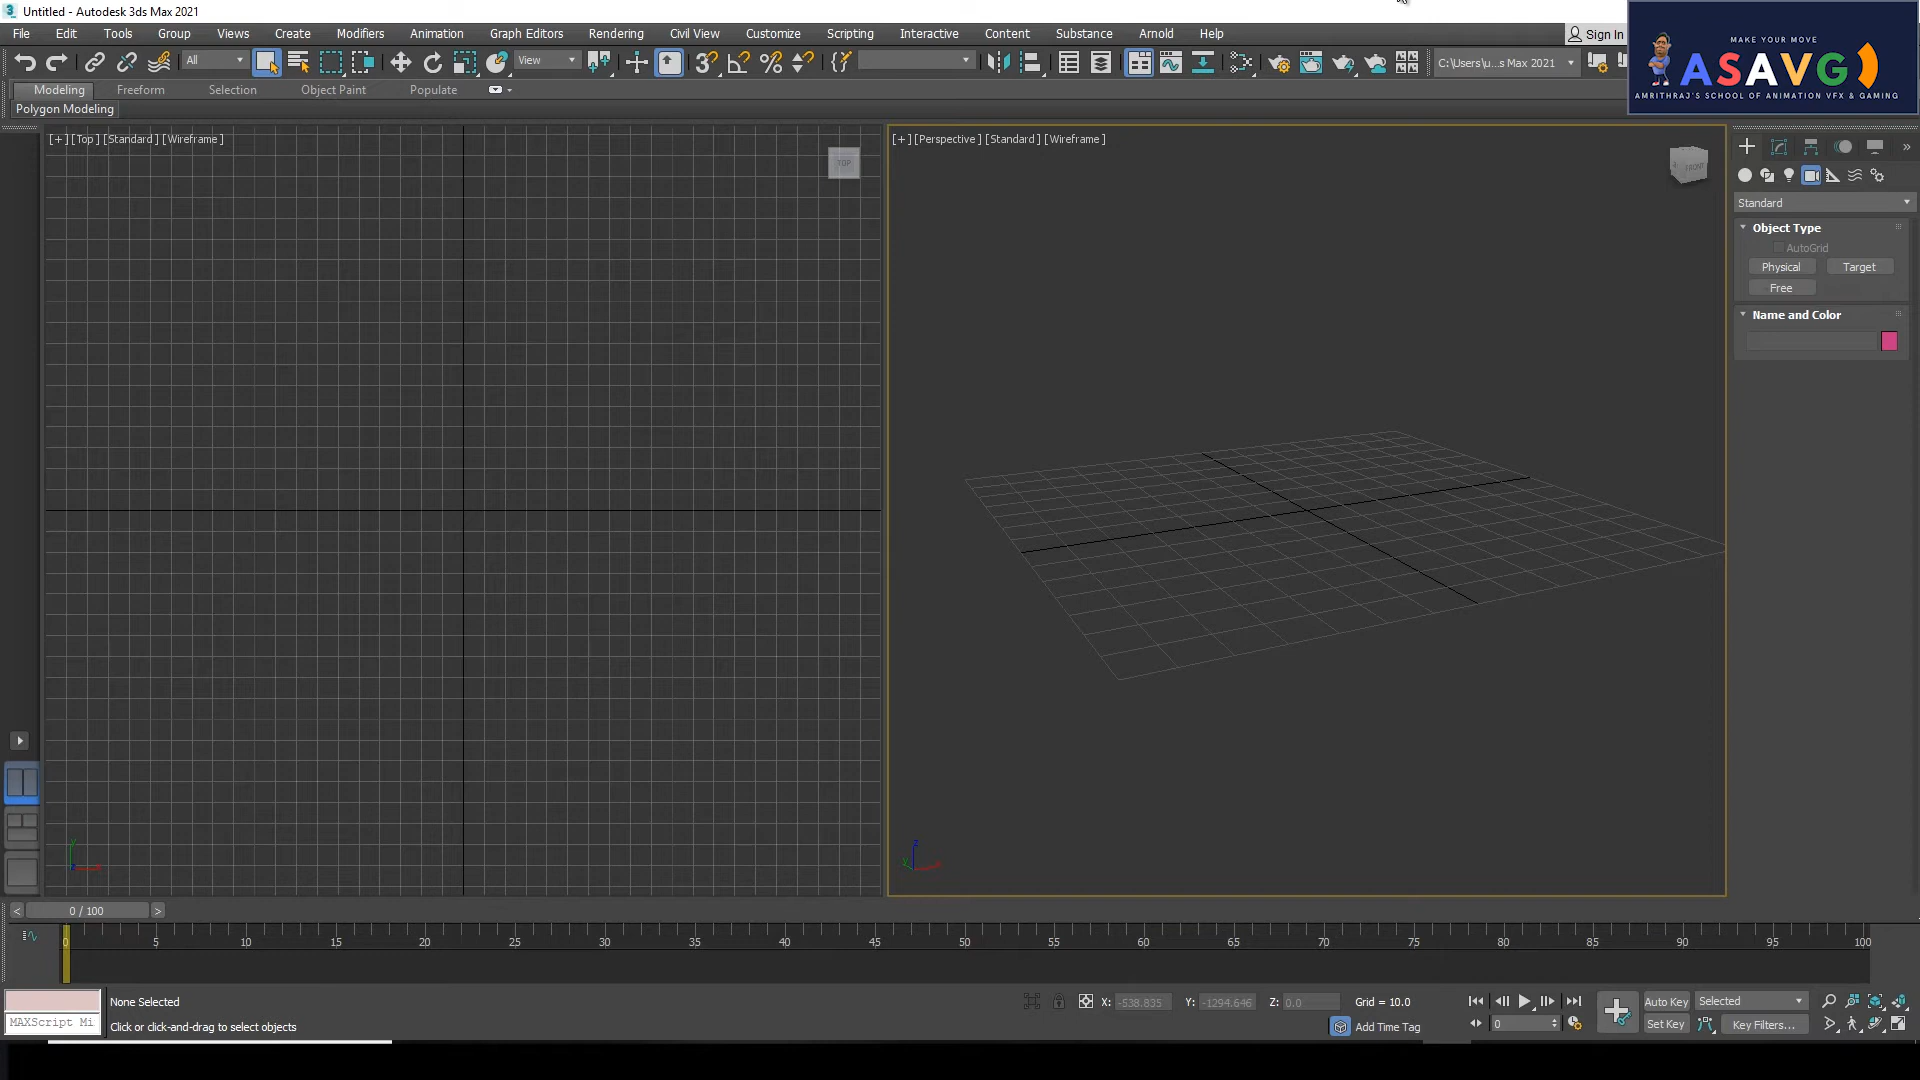 Untitled - Autodesk 3ds Max 2021
File Edit Tools Group Views Create Modifiers Animation Graph Editors Rendering Civil View Customize Scripting Interactive Content Substance Arnold Help
Sign In
MAKE YOUR MOVE
ASAVG
AMRITHRAJ'S SCHOOL OF ANIMATION VFX & GAMING
All
View
C:\Users\u...s Max 2021
Modeling Freeform Selection Object Paint Populate
Polygon Modeling
[+] [Top] [Standard] [Wireframe]
TOP
[+] [Perspective] [Standard] [Wireframe]
FRONT
Standard
Object Type
AutoGrid
Physical Target
Free
Name and Color
y
x
z
z
y
x
< 0 / 100 >
0 5 10 15 20 25 30 35 40 45 50 55 60 65 70 75 80 85 90 95 100
None Selected
X: -538.835 Y: -1294.646 Z: 0.0 Grid = 10.0
Auto Key Selected
MAXScript Mi
Click or click-and-drag to select objects
Add Time Tag
0
Set Key Key Filters...